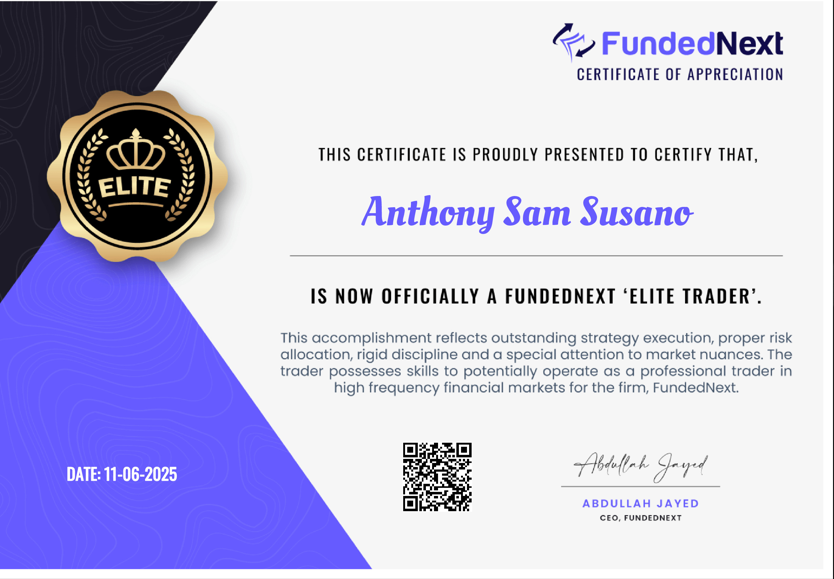 FundedNext
CERTIFICATE OF APPRECIATION
ELITE
THIS CERTIFICATE IS PROUDLY PRESENTED TO CERTIFY THAT,
Anthony Sam Susano
IS NOW OFFICIALLY A FUNDEDNEXT ‘ELITE TRADER’.
This accomplishment reflects outstanding strategy execution, proper risk
allocation, rigid discipline and a special attention to market nuances. The
trader possesses skills to potentially operate as a professional trader in
high frequency financial markets for the firm, FundedNext.
DATE: 11-06-2025
Abdullah Jayed
ABDULLAH JAYED
CEO, FUNDEDNEXT